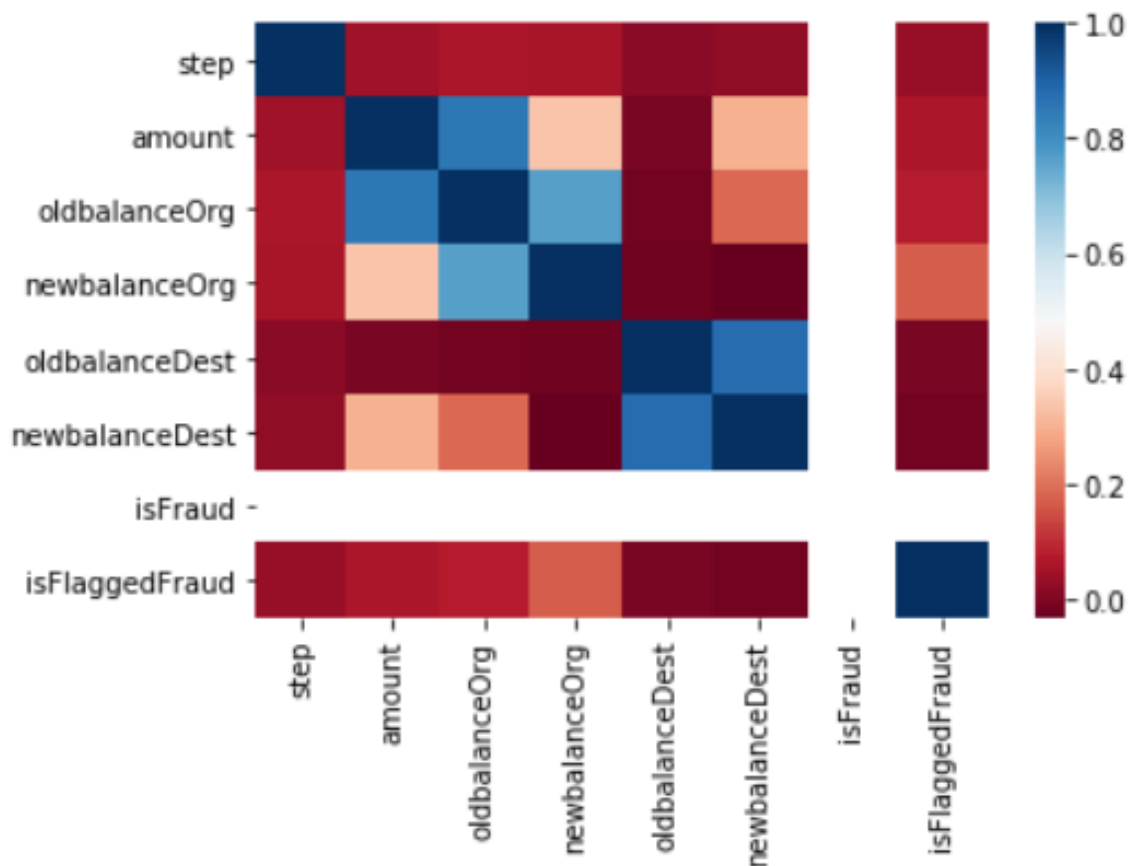 step
amount
oldbalanceOrg
newbalanceOrg
oldbalanceDest
newbalanceDest
isFraud
isFlaggedFraud
step
amount
oldbalanceOrg
newbalanceOrg
oldbalanceDest
newbalanceDest
isFraud
isFlaggedFraud
1.0
0.8
0.6
0.4
0.2
0.0